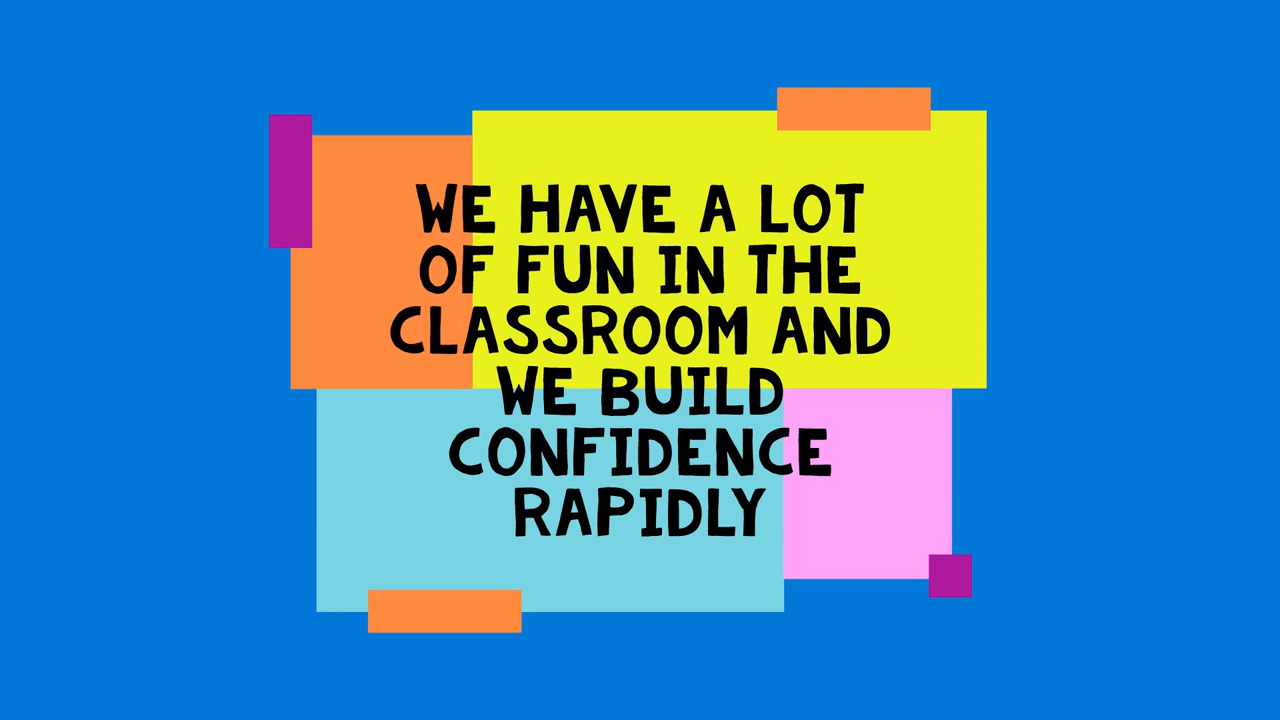 WE HAVE A LOT
OF FUN IN THE
CLASSROOM AND
WE BUILD
CONFIDENCE
RAPIDLY